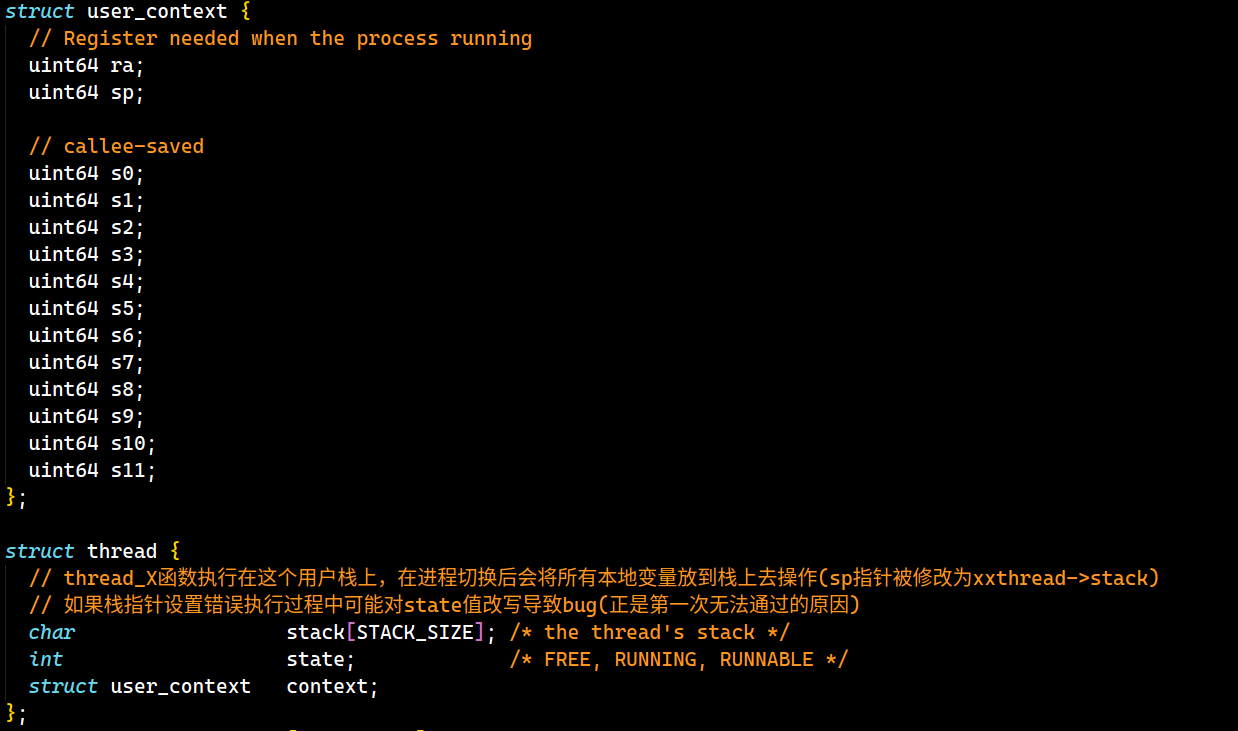 struct user_context {
  // Register needed when the process running
  uint64 ra;
  uint64 sp;

  // callee-saved
  uint64 s0;
  uint64 s1;
  uint64 s2;
  uint64 s3;
  uint64 s4;
  uint64 s5;
  uint64 s6;
  uint64 s7;
  uint64 s8;
  uint64 s9;
  uint64 s10;
  uint64 s11;
};

struct thread {
  // thread_X函数执行在这个用户栈上，在进程切换后会将所有本地变量放到栈上去操作(sp指针被修改为xxthread->stack)
  // 如果栈指针设置错误执行过程中可能对state值改写导致bug(正是第一次无法通过的原因)
  char                  stack[STACK_SIZE]; /* the thread's stack */
  int                   state;             /* FREE, RUNNING, RUNNABLE */
  struct user_context   context;
};